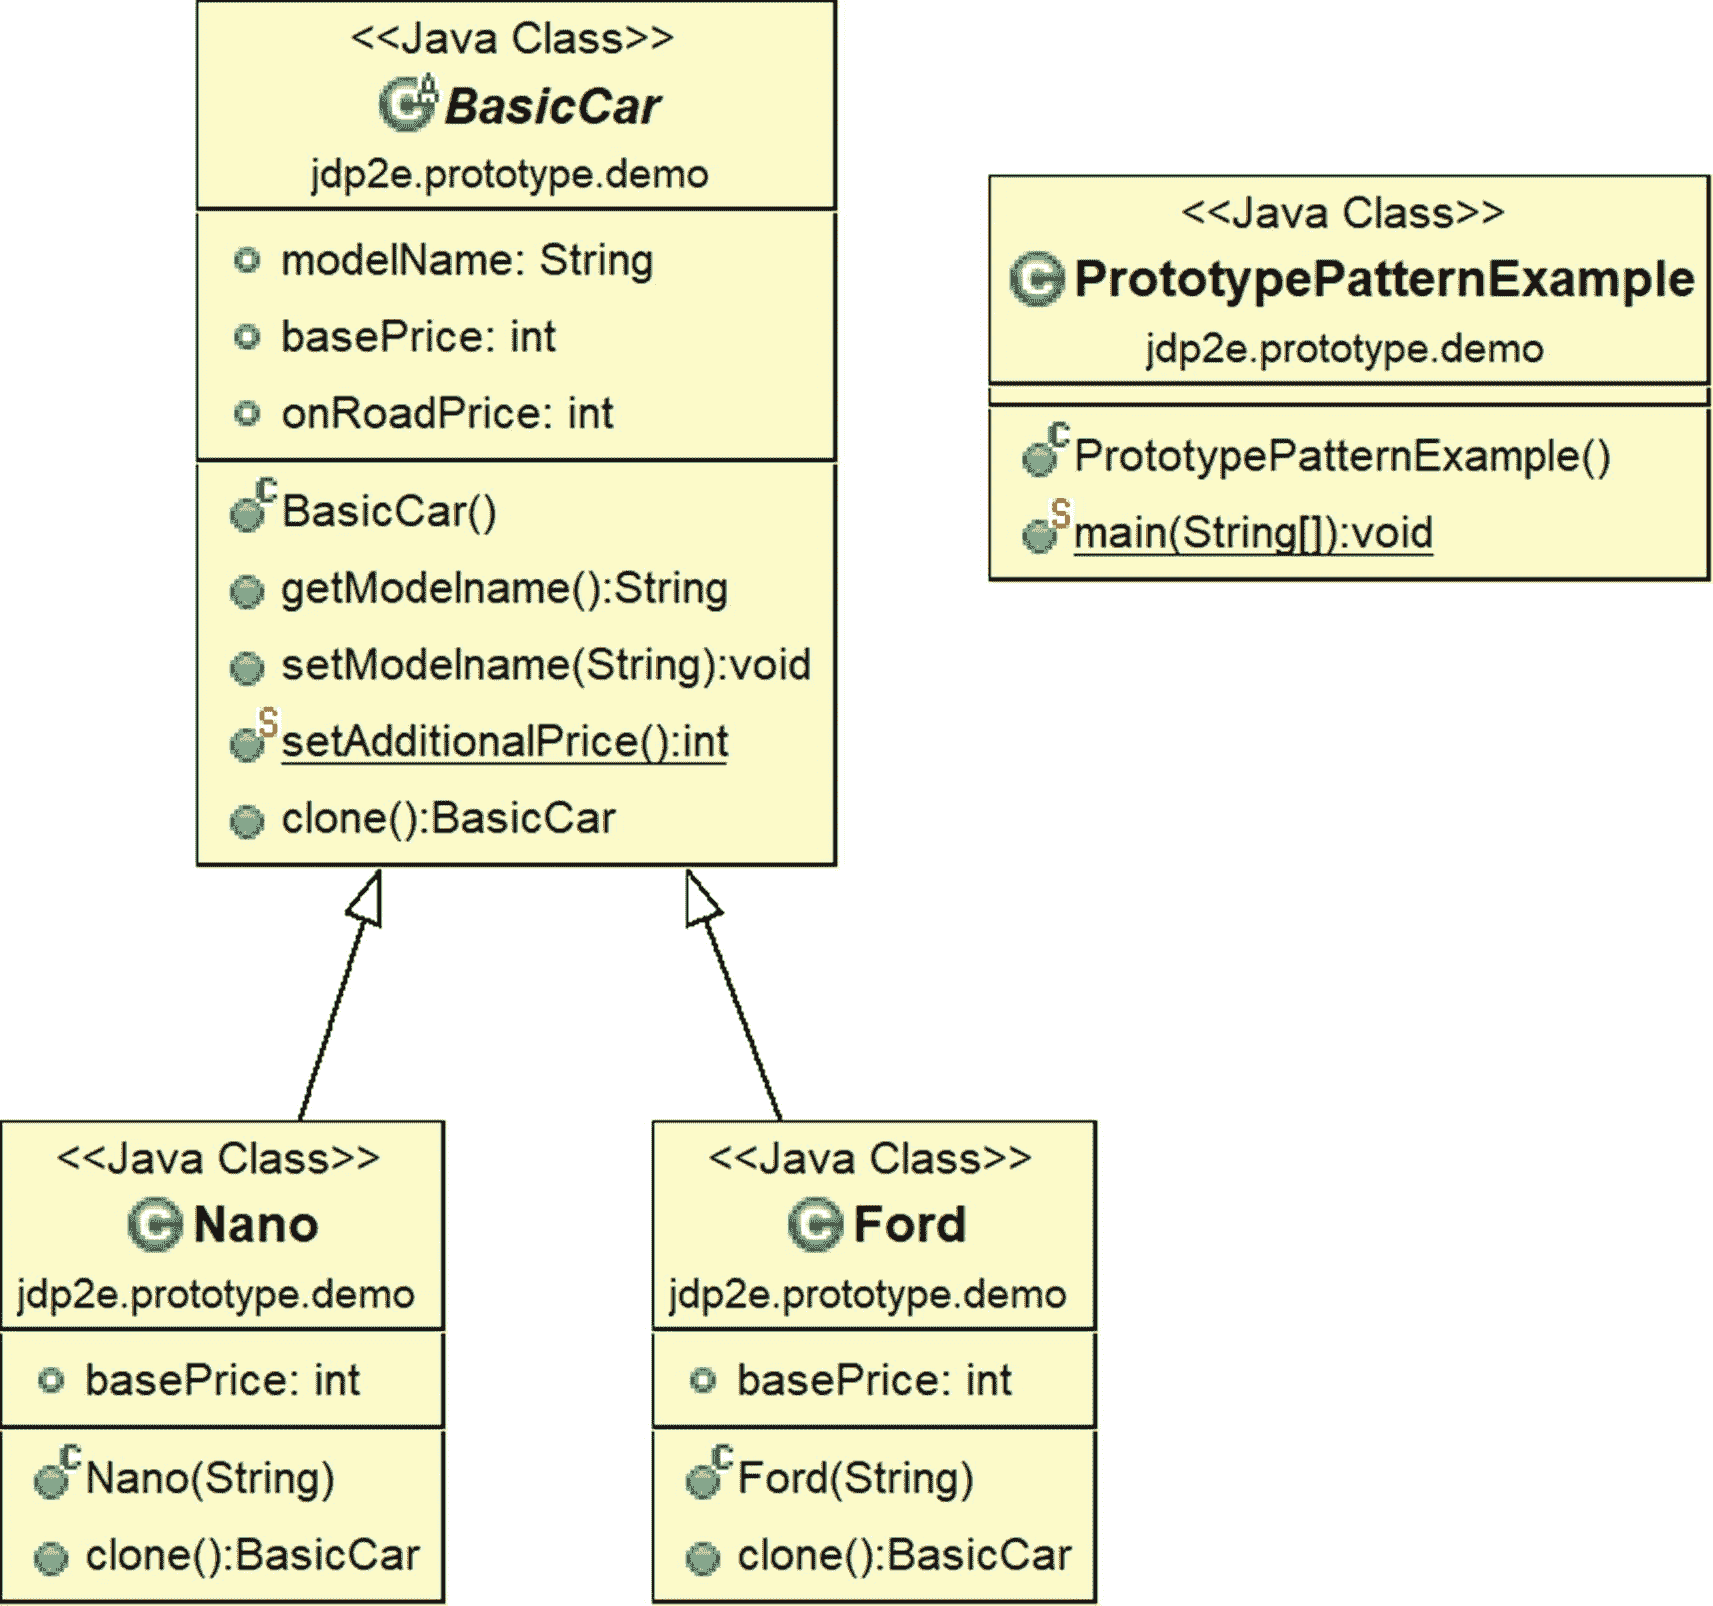 <<Java Class>>
BasicCar
jdp2e.prototype.demo
modelName: String
basePrice: int
onRoadPrice: int
BasicCar()
getModelname():String
setModelname(String):void
setAdditionalPrice():int
clone():BasicCar
<<Java Class>>
PrototypePatternExample
jdp2e.prototype.demo
PrototypePatternExample()
main(String[]):void
<<Java Class>>
Nano
jdp2e.prototype.demo
basePrice: int
Nano(String)
clone():BasicCar
<<Java Class>>
Ford
jdp2e.prototype.demo
basePrice: int
Ford(String)
clone():BasicCar